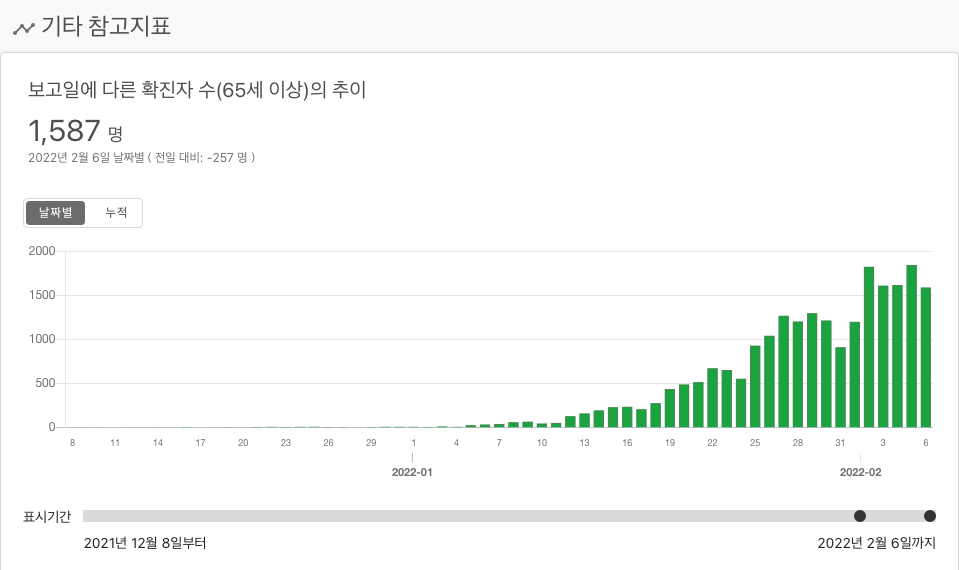 기타 참고지표
보고일에 다른 확진자 수(65세 이상)의 추이
1,587 명
2022년 2월 6일 날짜별 ( 전일 대비: -257 명 )
날짜별 누적
2000
1500
1000
500
0
8 11 14 17 20 23 26 29 1 4 7 10 13 16 19 22 25 28 31 3 6
2022-01 2022-02
표시기간
2021년 12월 8일부터 2022년 2월 6일까지